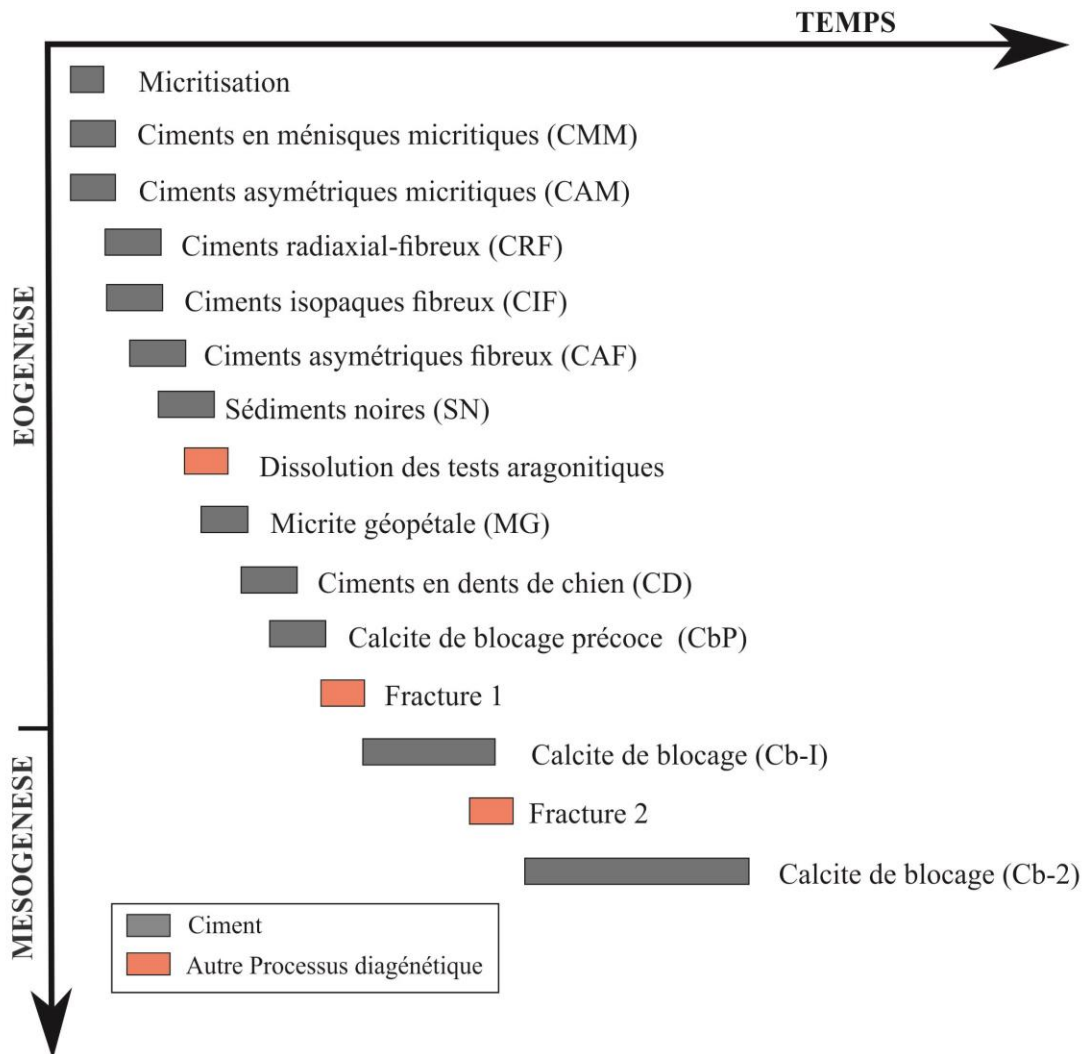 TEMPS
Micritisation
Ciments en ménisques micritiques (CMM)
Ciments asymétriques micritiques (CAM)
Ciments radiaxial-fibreux (CRF)
Ciments isopaques fibreux (CIF)
Ciments asymétriques fibreux (CAF)
Sédiments noires (SN)
Dissolution des tests aragonitiques
Micrite géopétale (MG)
Ciments en dents de chien (CD)
Calcite de blocage précoce (CbP)
Fracture 1
EOGENESE
Calcite de blocage (Cb-I)
Fracture 2
Calcite de blocage (Cb-2)
MESOGENESE
Ciment
Autre Processus diagénétique